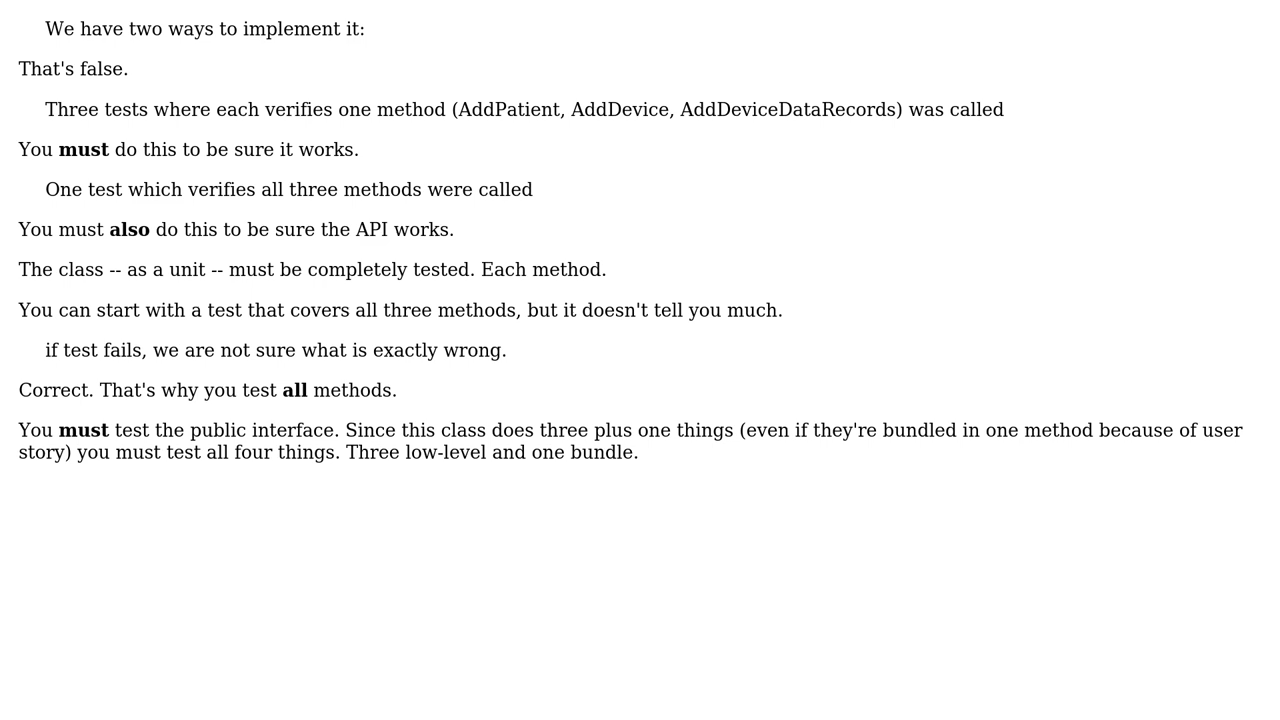 We have two ways to implement it:
That's false.
Three tests where each verifies one method (AddPatient, AddDevice, AddDeviceDataRecords) was called
You must do this to be sure it works.
One test which verifies all three methods were called
You must also do this to be sure the API works.
The class -- as a unit -- must be completely tested. Each method.
You can start with a test that covers all three methods, but it doesn't tell you much.
if test fails, we are not sure what is exactly wrong.
Correct. That's why you test all methods.
You must test the public interface. Since this class does three plus one things (even if they're bundled in one method because of user
story) you must test all four things. Three low-level and one bundle.